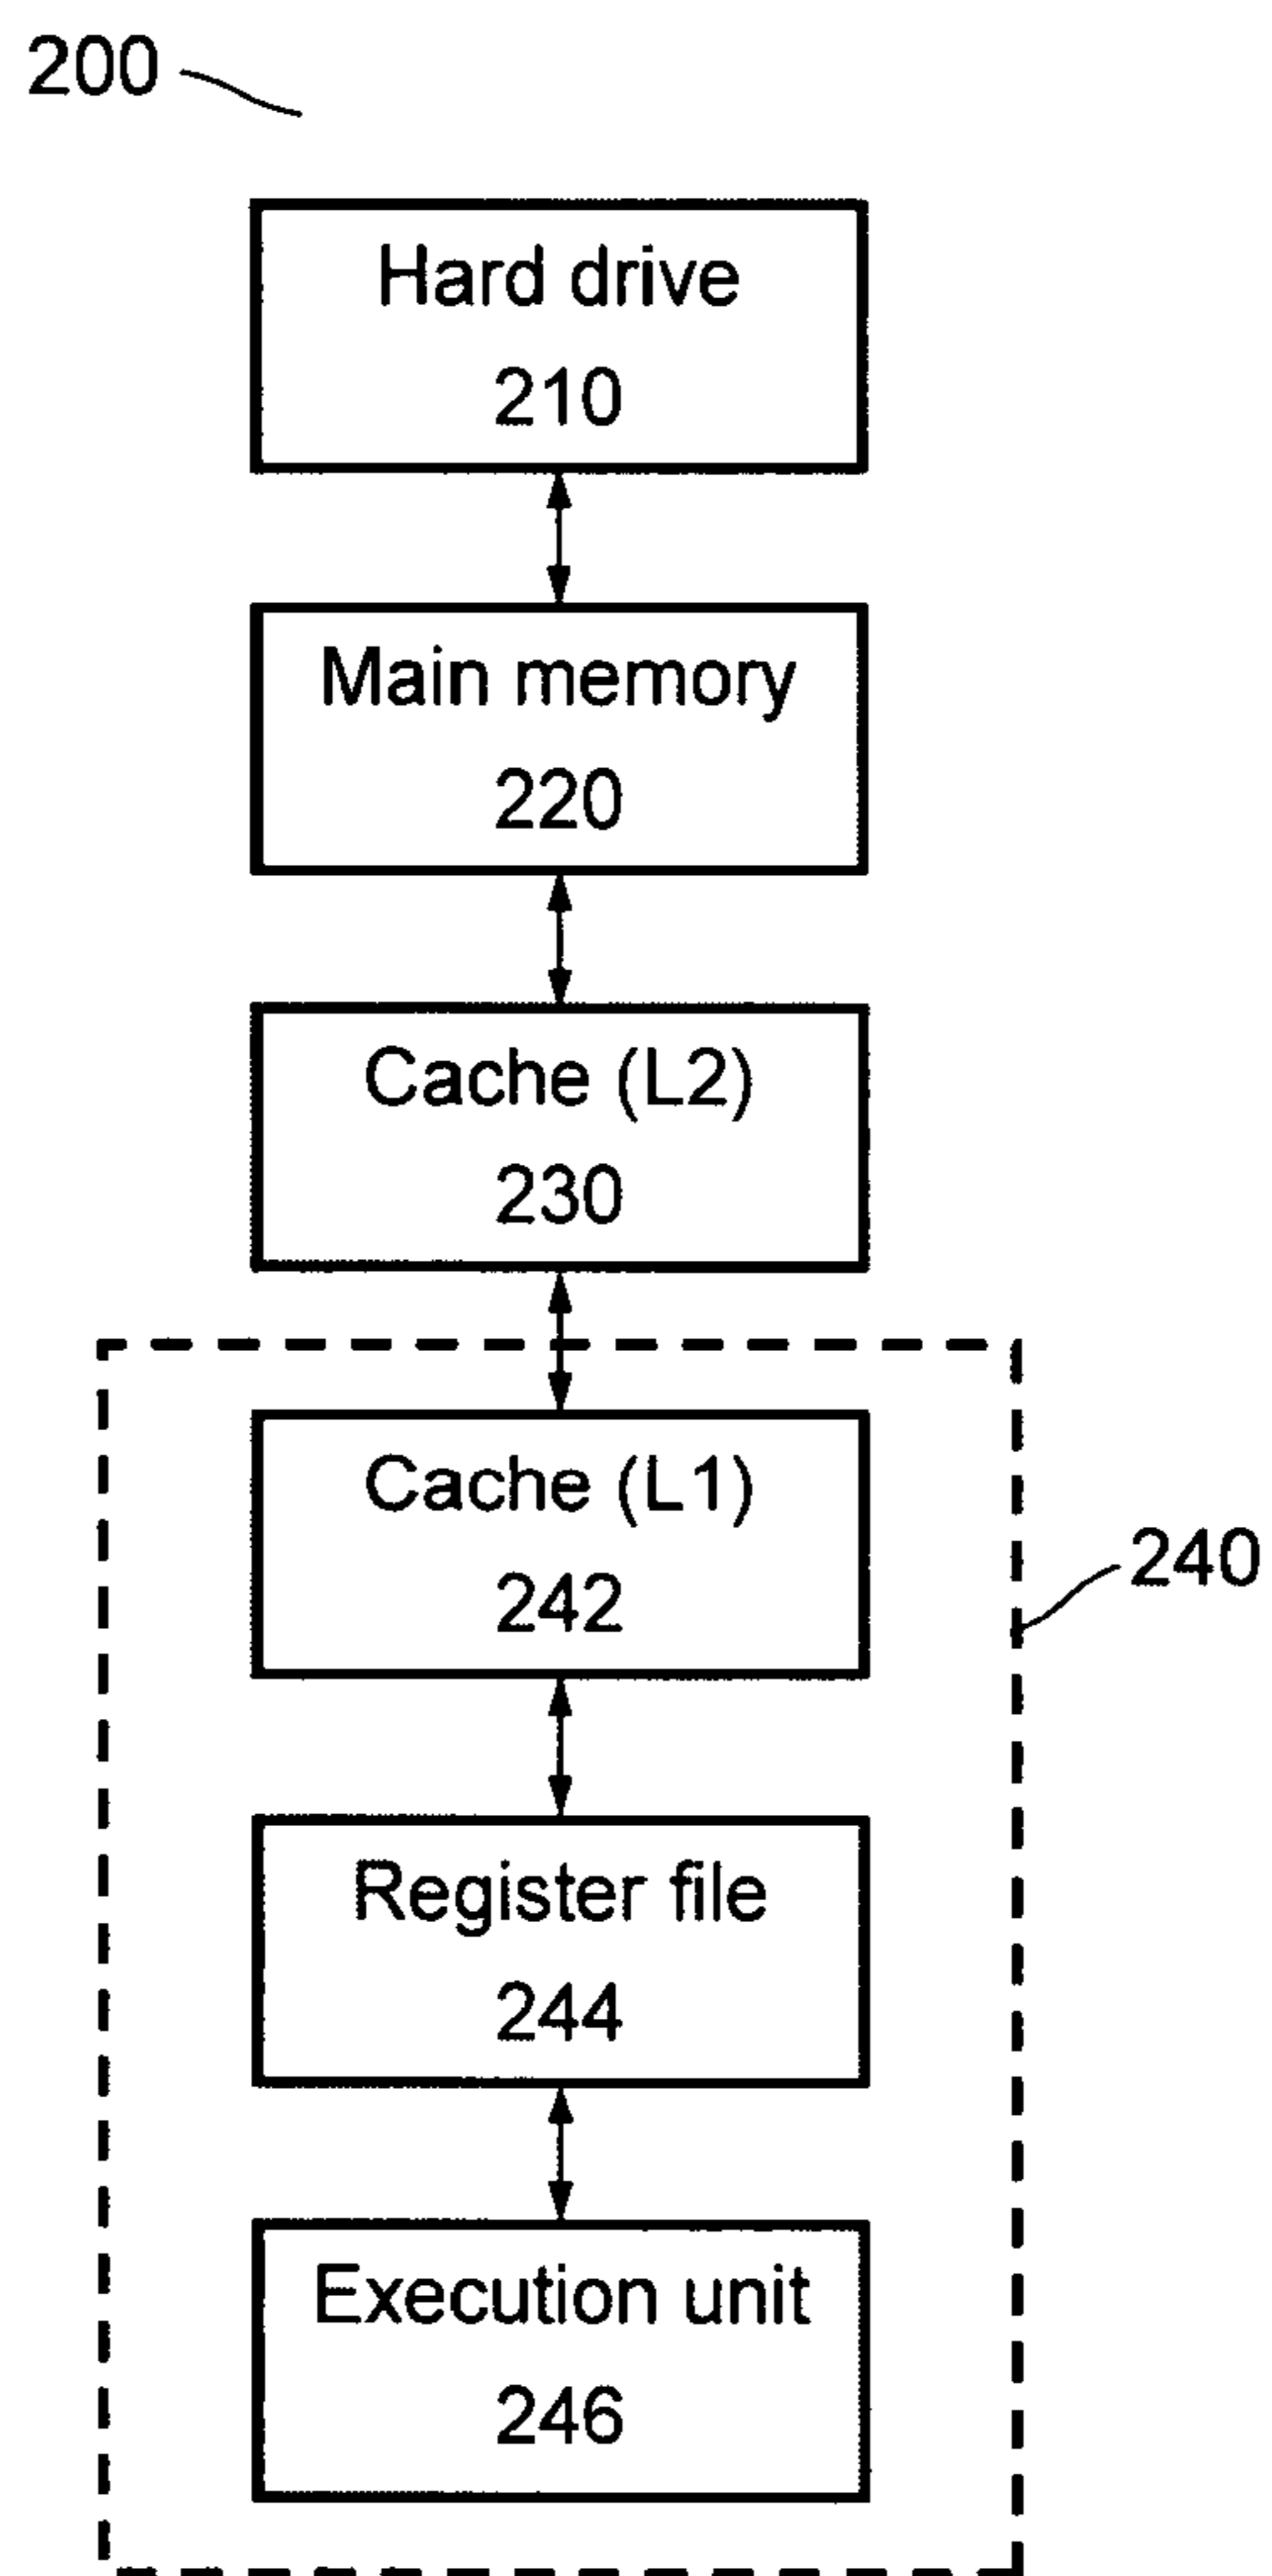 200
Hard drive
210
Main memory
220
Cache (L2)
230
Cache (L1)
242
240
Register file
244
Execution unit
246